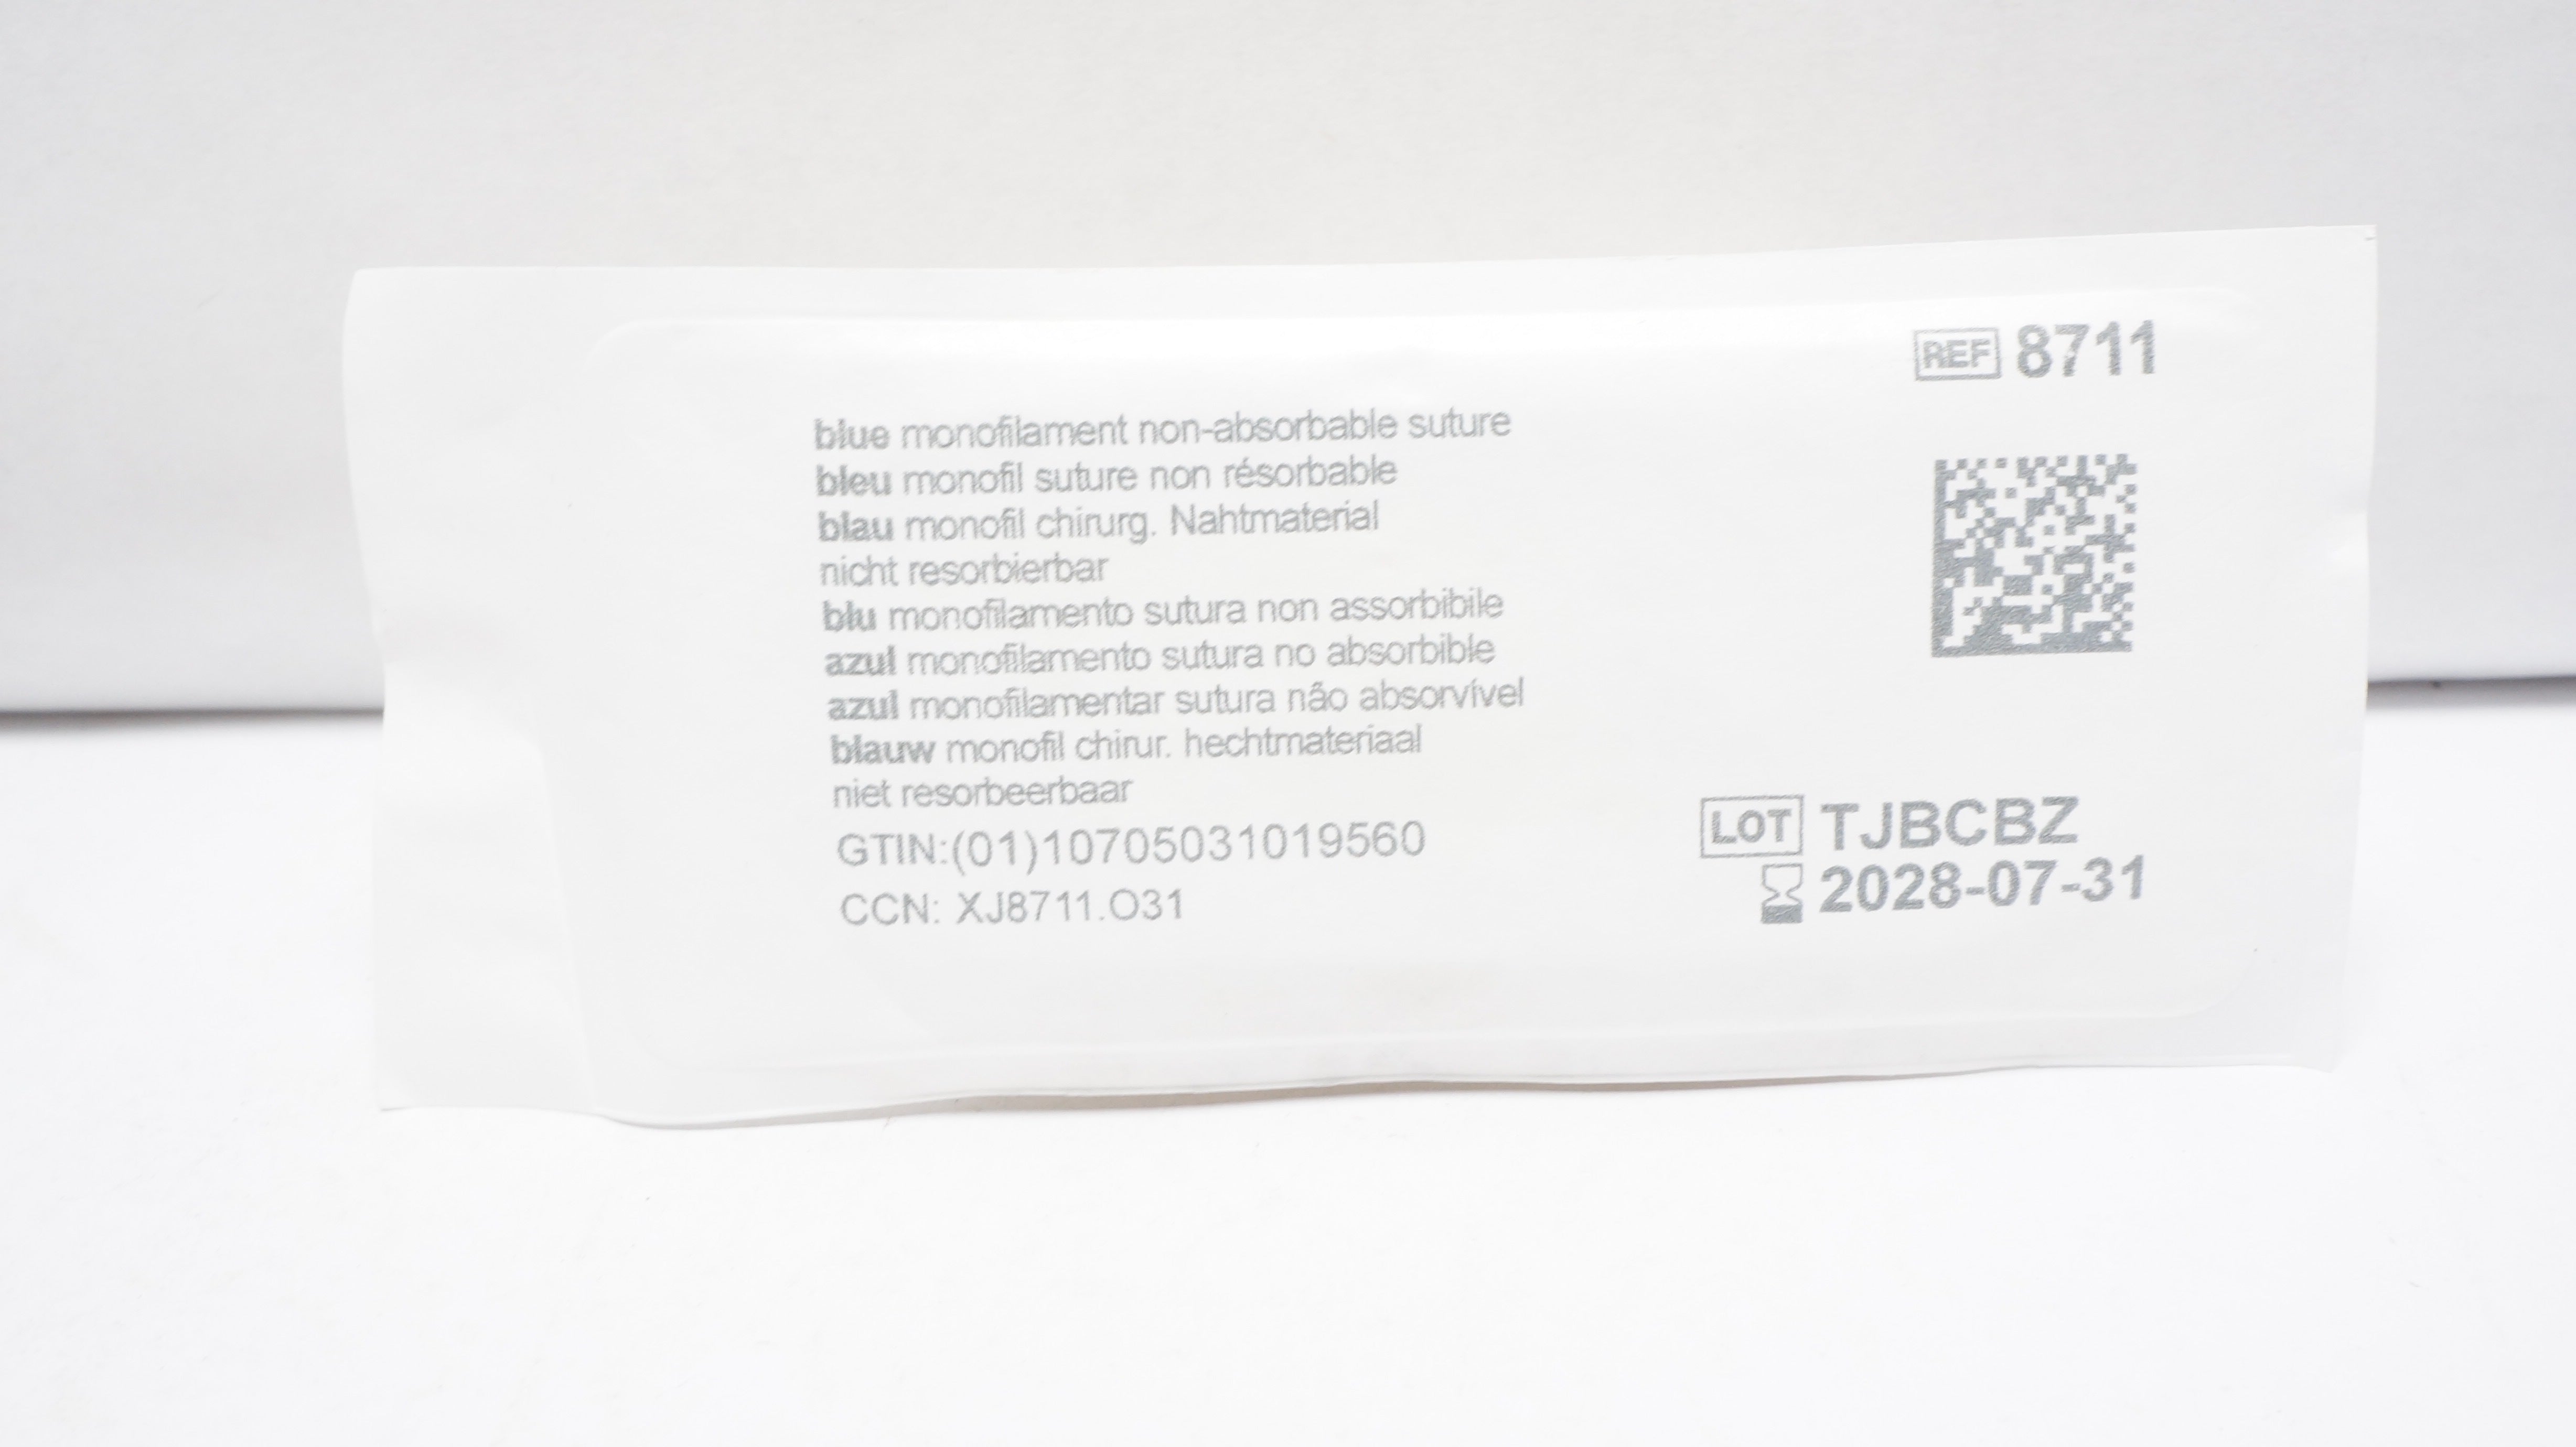 REF 8711
blue monofilament non-absorbable suture
bleu monofil suture non résorbable
blau monofil chirurg. Nahtmaterial
nicht resorbierbar
blu monofilamento sutura non assorbibile
azul monofilamento sutura no absorbible
azul monofilamentar sutura não absorvível
blauw monofil chirur. hechtmateriaal
niet resorbeerbaar
GTIN:(01)10705031019560
CCN: XJ8711.O31
LOT TJBCBZ
2028-07-31